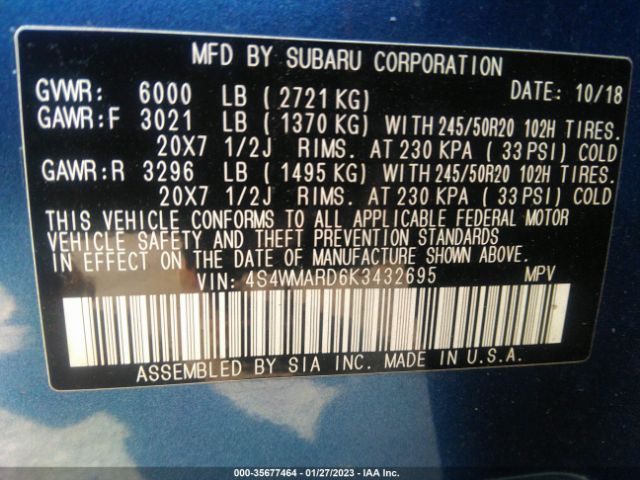 MFD BY SUBARU CORPORATION
GVWR: 6000 LB ( 2721 KG) DATE: 10/18
GAWR:F 3021 LB ( 1370 KG) WITH 245/50R20 102H TIRES.
20X7 1/2J RIMS. AT 230 KPA ( 33 PSI) COLD
GAWR:R 3296 LB ( 1495 KG) WITH 245/50R20 102H TIRES.
20X7 1/2J RIMS. AT 230 KPA ( 33 PSI) COLD
THIS VEHICLE CONFORMS TO ALL APPLICABLE FEDERAL MOTOR
VEHICLE SAFETY AND THEFT PREVENTION STANDARDS
IN EFFECT ON THE DATE OF MANUFACTURE SHOWN ABOVE.
VIN: 4S4WMARD6K3432695 MPV
ASSEMBLED BY SIA INC. MADE IN U.S.A.
000-35677464 | 01/27/2023 | IAA Inc.